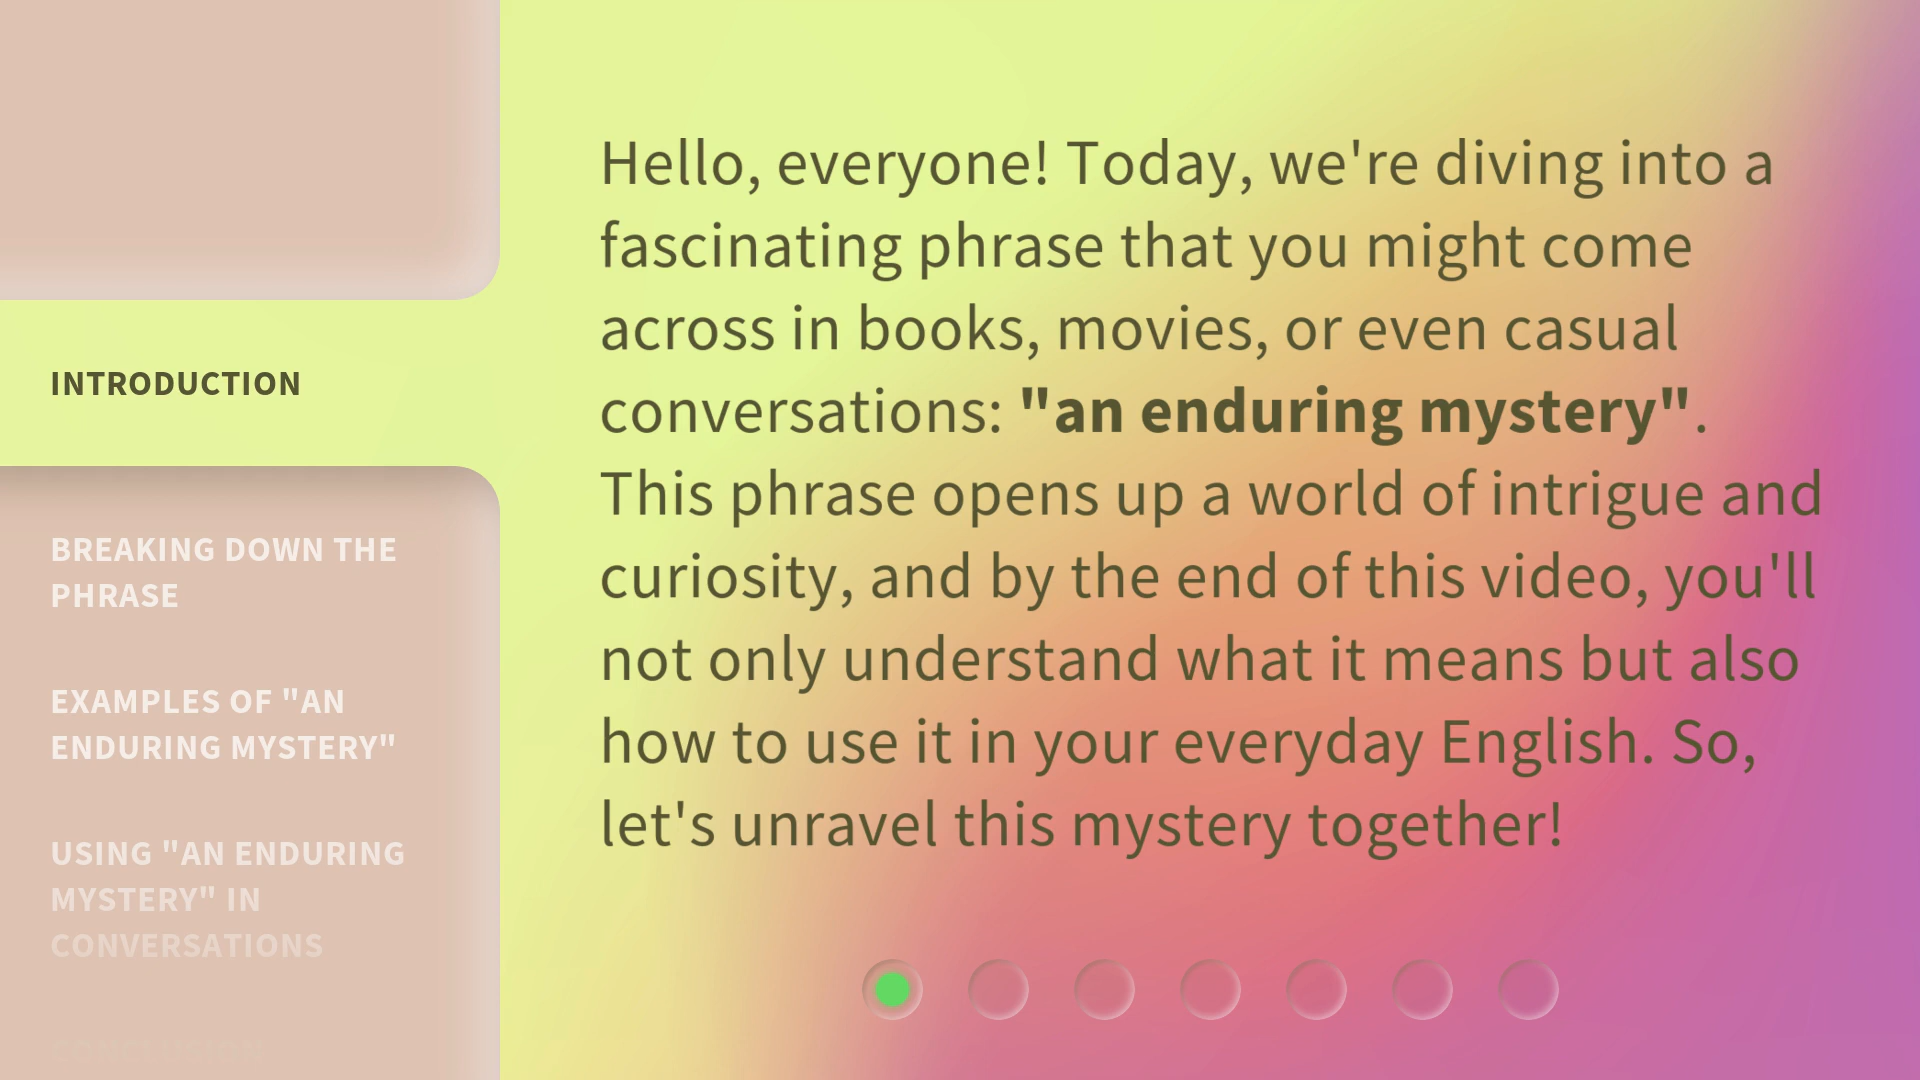 INTRODUCTION
BREAKING DOWN THE
PHRASE
EXAMPLES OF "AN
ENDURING MYSTERY"
USING "AN ENDURING
MYSTERY" IN
CONVERSATIONS
CONCLUSION
Hello, everyone! Today, we're diving into a
fascinating phrase that you might come
across in books, movies, or even casual
conversations: "an enduring mystery".
This phrase opens up a world of intrigue and
curiosity, and by the end of this video, you'll
not only understand what it means but also
how to use it in your everyday English. So,
let's unravel this mystery together!